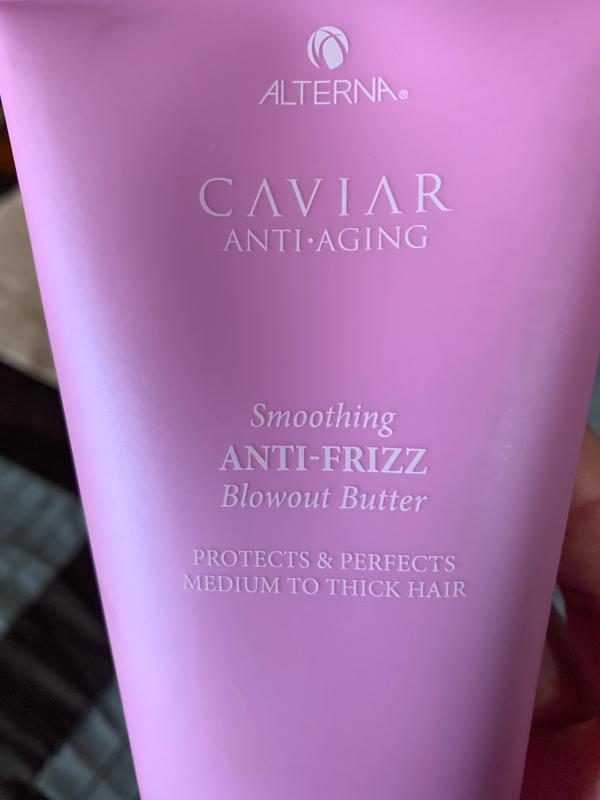 ALTERNA®
CAVIAR
ANTI·AGING
Smoothing
ANTI-FRIZZ
Blowout Butter
PROTECTS & PERFECTS
MEDIUM TO THICK HAIR